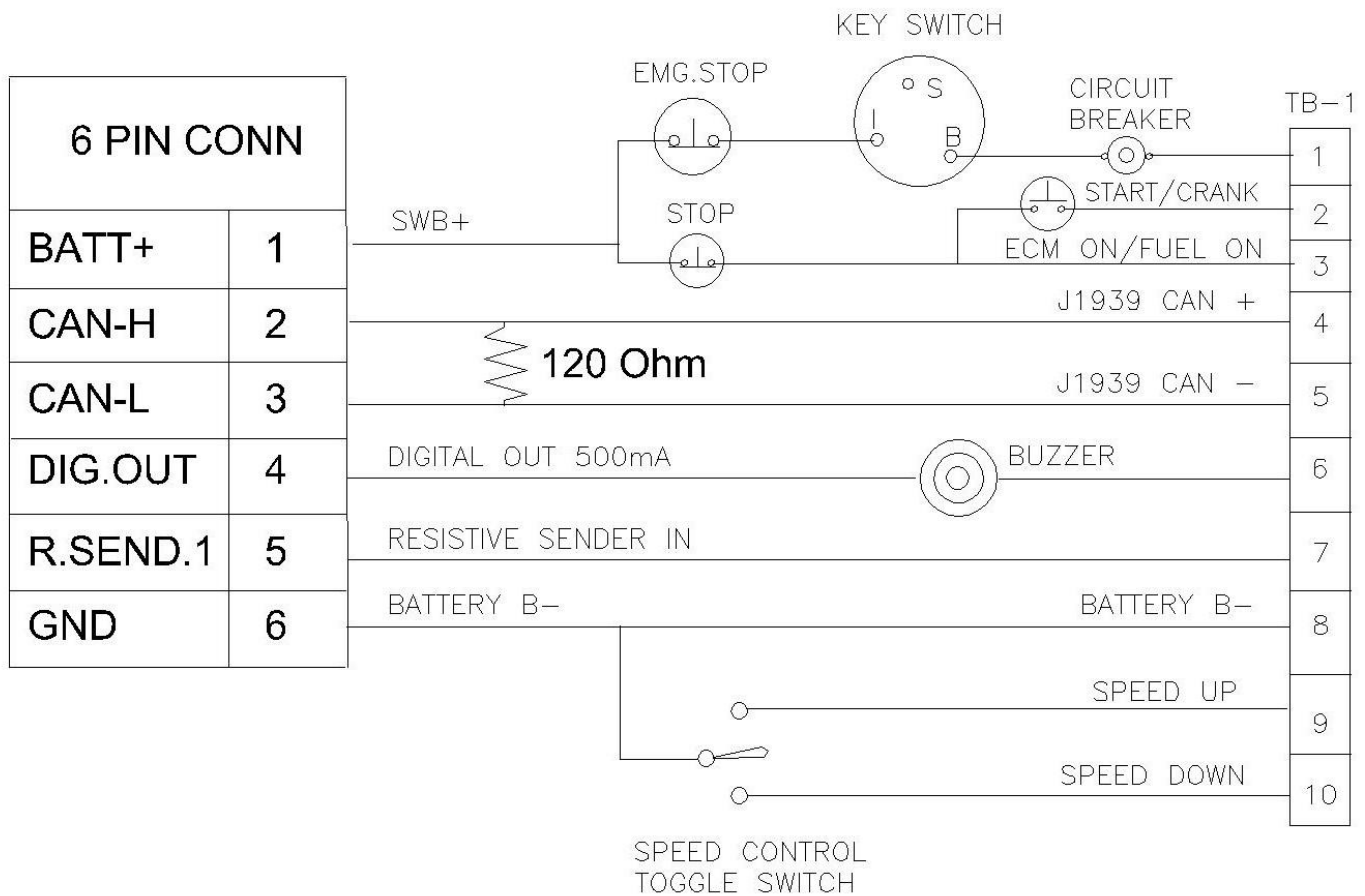 KEY SWITCH
EMG.STOP
S
I
B
CIRCUIT
BREAKER
TB-1
6 PIN CONN
1
START/CRANK
2
STOP
SWB+
BATT+ 1
ECM ON/FUEL ON
3
J1939 CAN +
CAN-H 2
4
120 Ohm
J1939 CAN -
CAN-L 3
5
DIGITAL OUT 500mA
BUZZER
DIG.OUT 4
6
RESISTIVE SENDER IN
R.SEND.1 5
7
BATTERY B-
BATTERY B-
GND 6
8
SPEED UP
9
SPEED DOWN
10
SPEED CONTROL
TOGGLE SWITCH